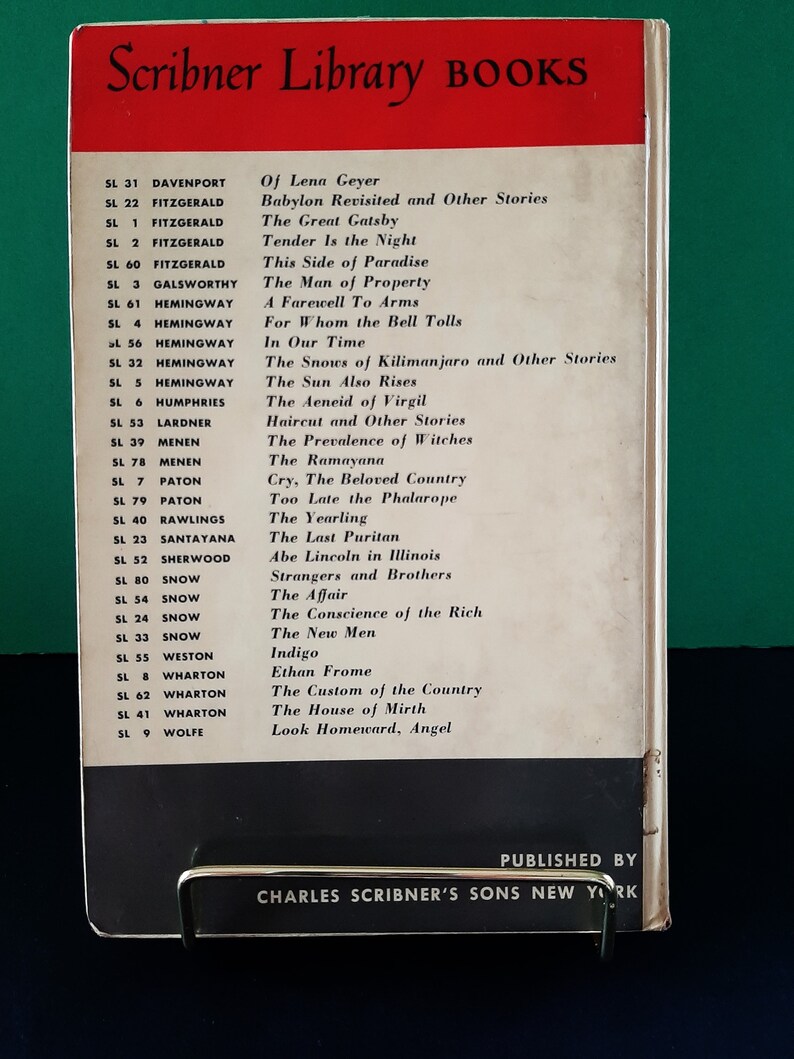 Scribner Library BOOKS
SL 31 DAVENPORT Of Lena Geyer
SL 22 FITZGERALD Babylon Revisited and Other Stories
SL 1 FITZGERALD The Great Gatsby
SL 2 FITZGERALD Tender Is the Night
SL 60 FITZGERALD This Side of Paradise
SL 3 GALSWORTHY The Man of Property
SL 61 HEMINGWAY A Farewell To Arms
SL 4 HEMINGWAY For Whom the Bell Tolls
SL 56 HEMINGWAY In Our Time
SL 32 HEMINGWAY The Snows of Kilimanjaro and Other Stories
SL 5 HEMINGWAY The Sun Also Rises
SL 6 HUMPHRIES The Aeneid of Virgil
SL 53 LARDNER Haircut and Other Stories
SL 39 MENEN The Prevalence of Witches
SL 78 MENEN The Ramayana
SL 7 PATON Cry, The Beloved Country
SL 79 PATON Too Late the Phalarope
SL 40 RAWLINGS The Yearling
SL 23 SANTAYANA The Last Puritan
SL 52 SHERWOOD Abe Lincoln in Illinois
SL 80 SNOW Strangers and Brothers
SL 54 SNOW The Affair
SL 24 SNOW The Conscience of the Rich
SL 33 SNOW The New Men
SL 55 WESTON Indigo
SL 8 WHARTON Ethan Frome
SL 62 WHARTON The Custom of the Country
SL 41 WHARTON The House of Mirth
SL 9 WOLFE Look Homeward, Angel
PUBLISHED BY
CHARLES SCRIBNER'S SONS NEW YORK